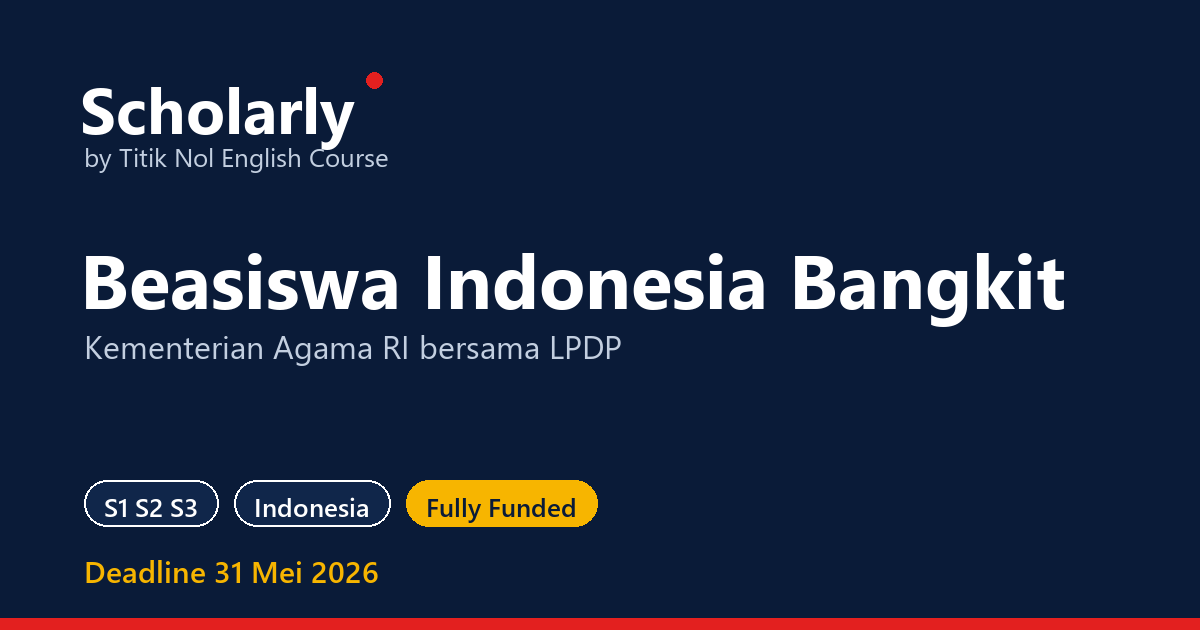 Scholarly
by Titik Nol English Course
Beasiswa Indonesia Bangkit
Kementerian Agama RI bersama LPDP
S1 S2 S3
Indonesia
Fully Funded
Deadline 31 Mei 2026